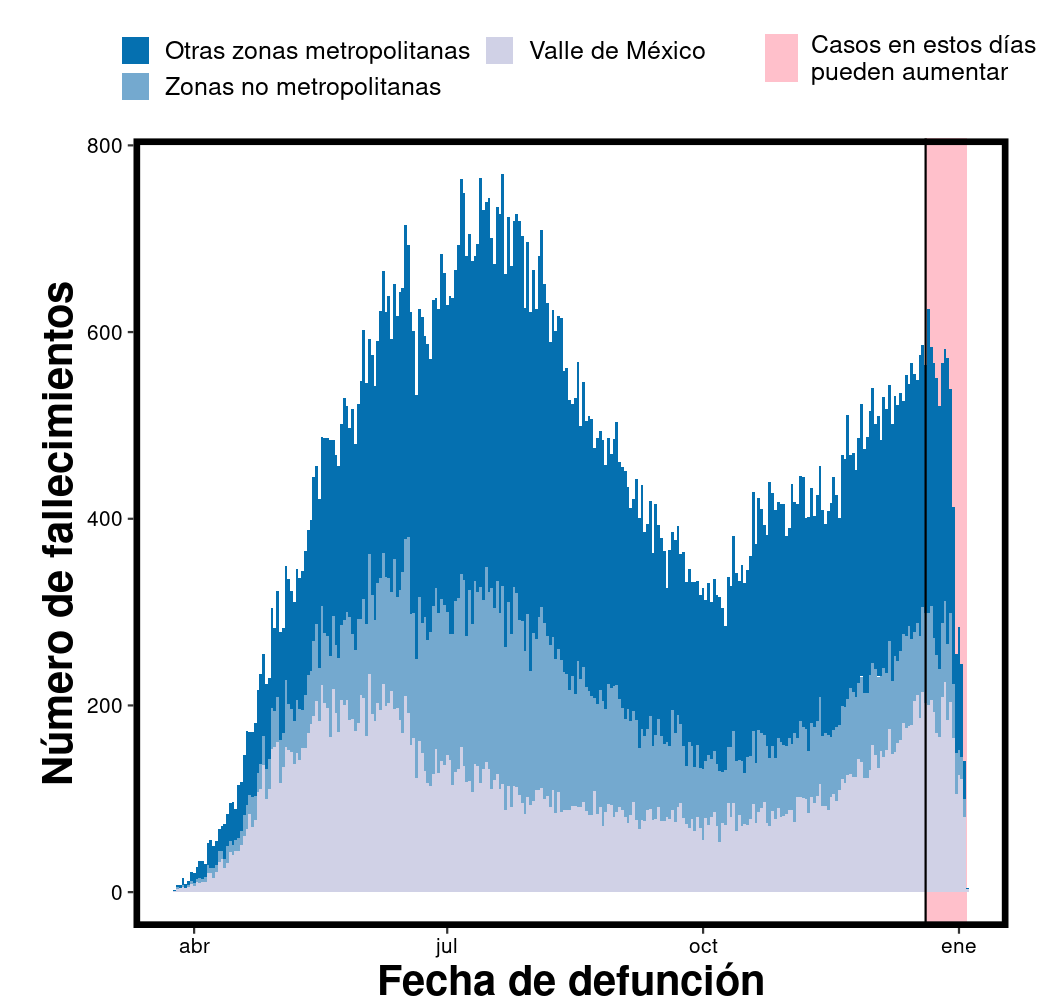 Otras zonas metropolitanas
Valle de México
Zonas no metropolitanas
Casos en estos días
pueden aumentar
800
600
400
200
0
Número de fallecimientos
abr
jul
oct
ene
Fecha de defunción